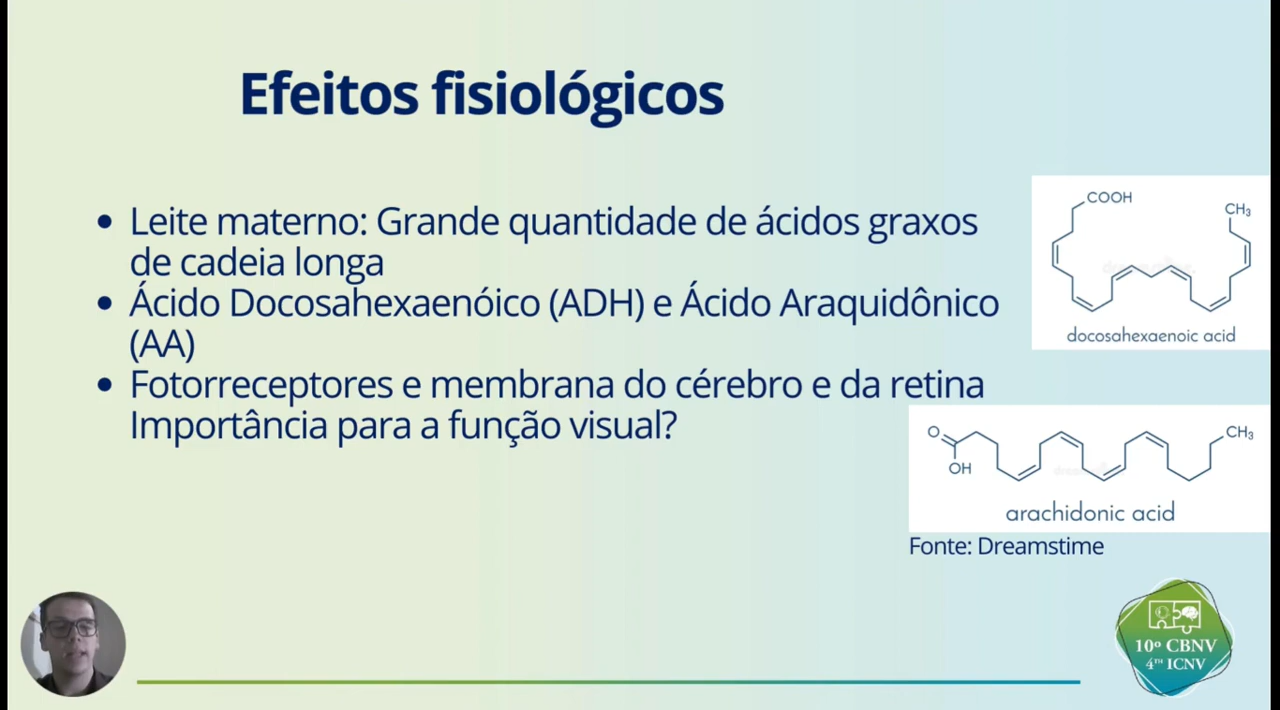 Efeitos fisiológicos
Leite materno: Grande quantidade de ácidos graxos
de cadeia longa
Ácido Docosahexaenóico (ADH) e Ácido Araquidônico
(AA)
Fotorreceptores e membrana do cérebro e da retina
Importância para a função visual?
COOH
CH₃
docosahexaenoic acid
O
OH
CH₃
arachidonic acid
Fonte: Dreamstime
10º CBNV
4TH ICNV